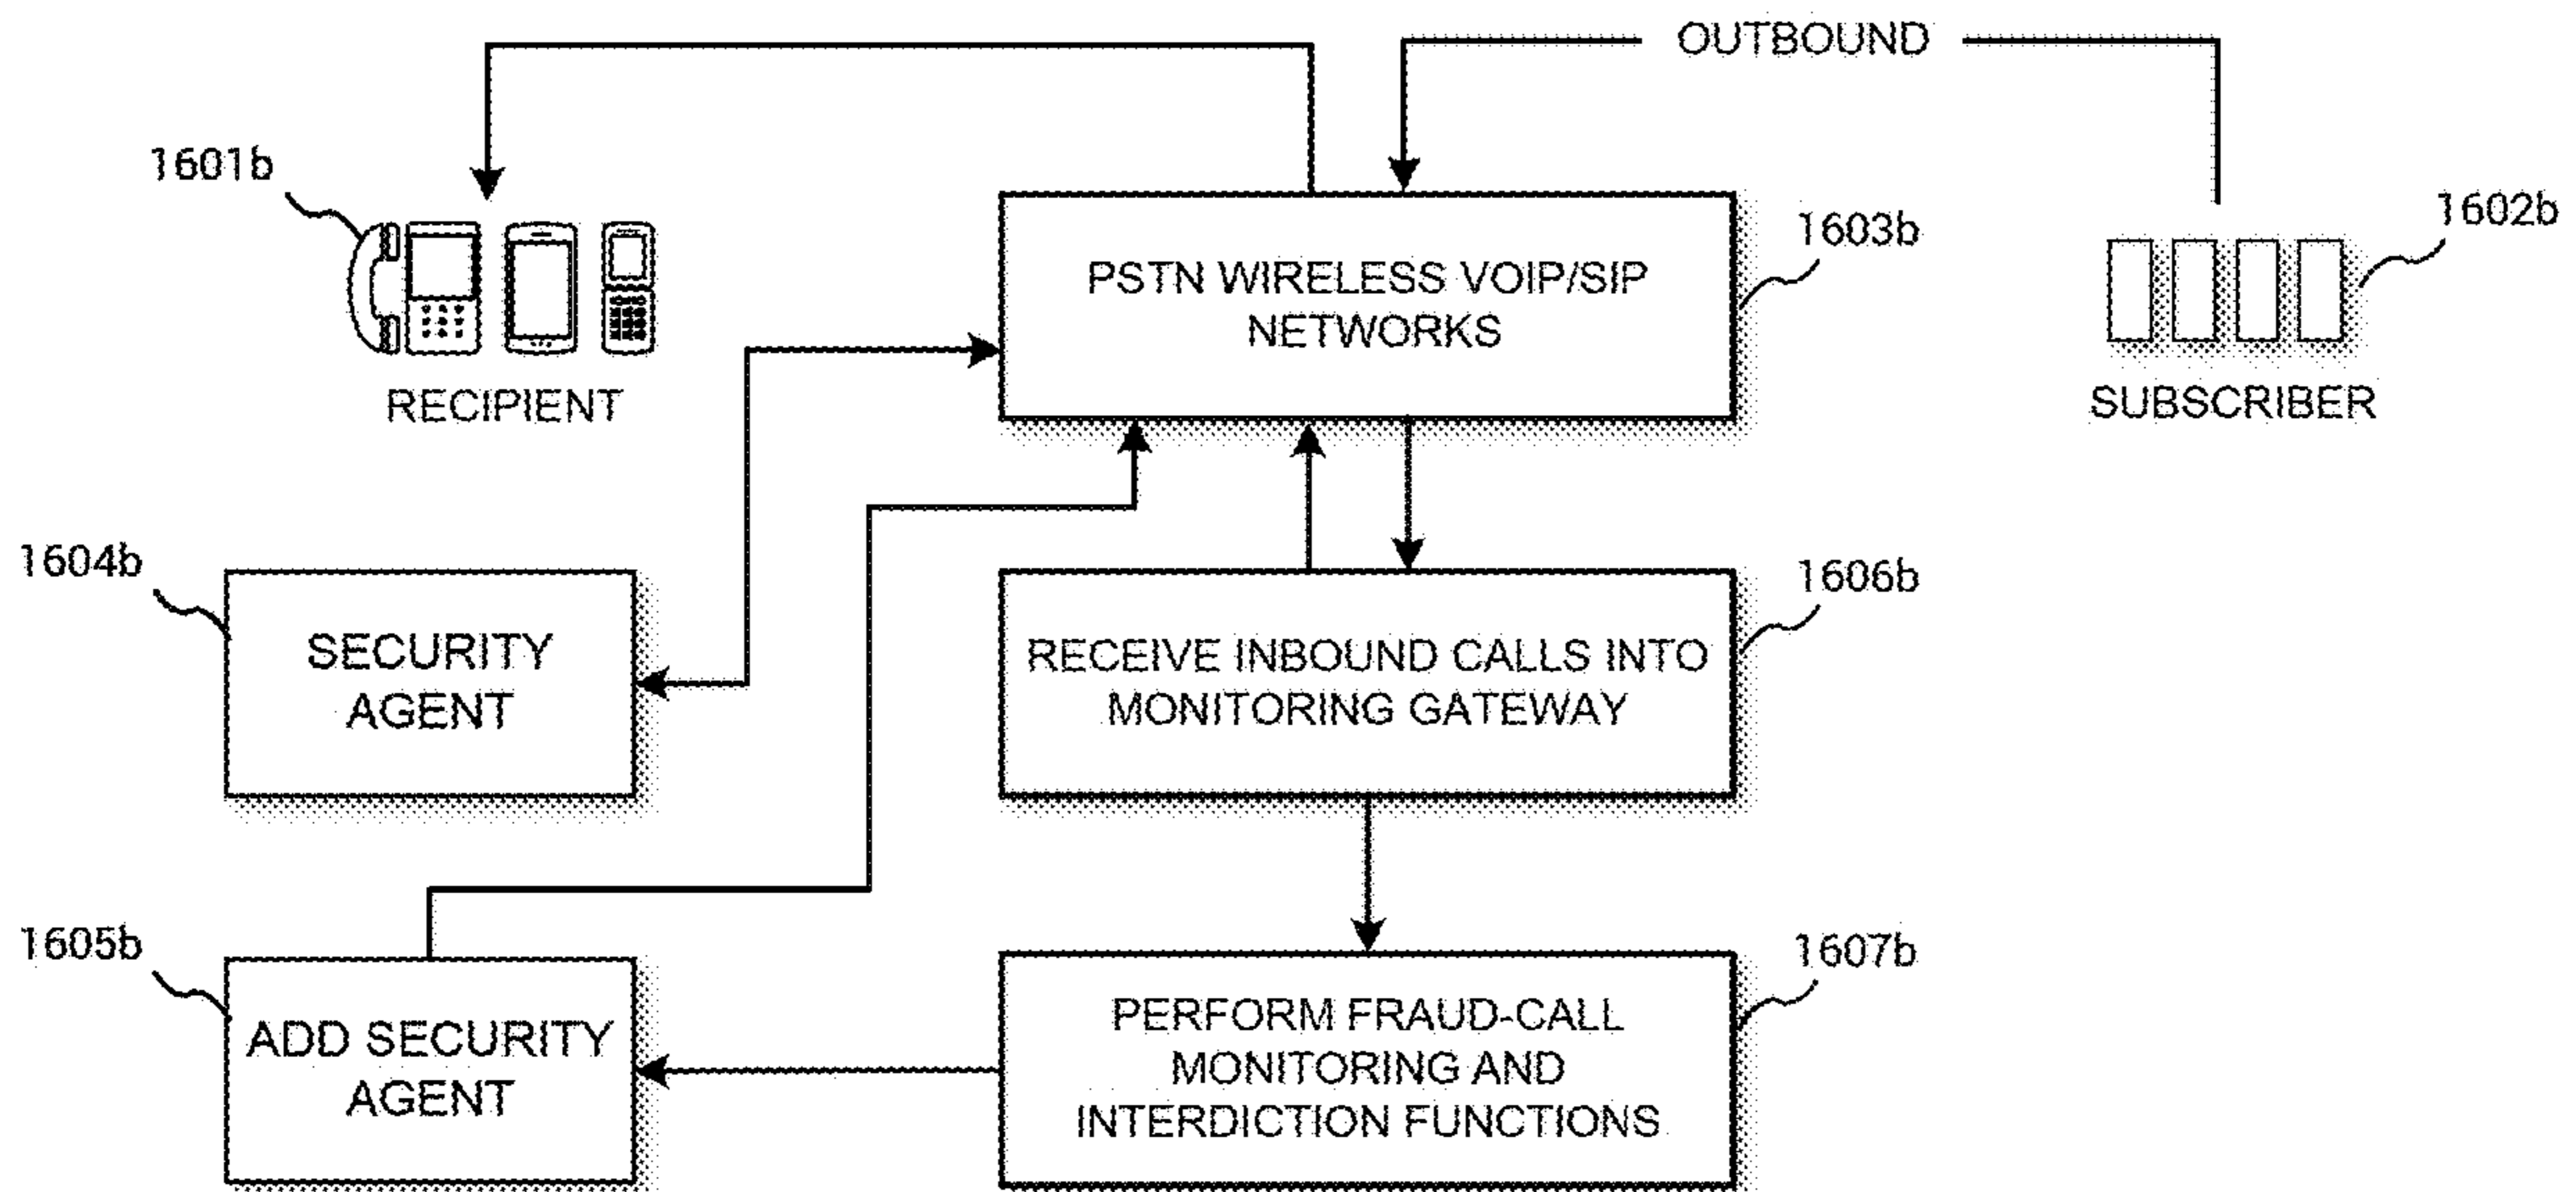 OUTBOUND
1601b
1602b
1603b
PSTN WIRELESS VOIP/SIP
NETWORKS
RECIPIENT
SUBSCRIBER
1604b
1606b
SECURITY
AGENT
RECEIVE INBOUND CALLS INTO
MONITORING GATEWAY
1605b
1607b
ADD SECURITY
AGENT
PERFORM FRAUD-CALL
MONITORING AND
INTERDICTION FUNCTIONS